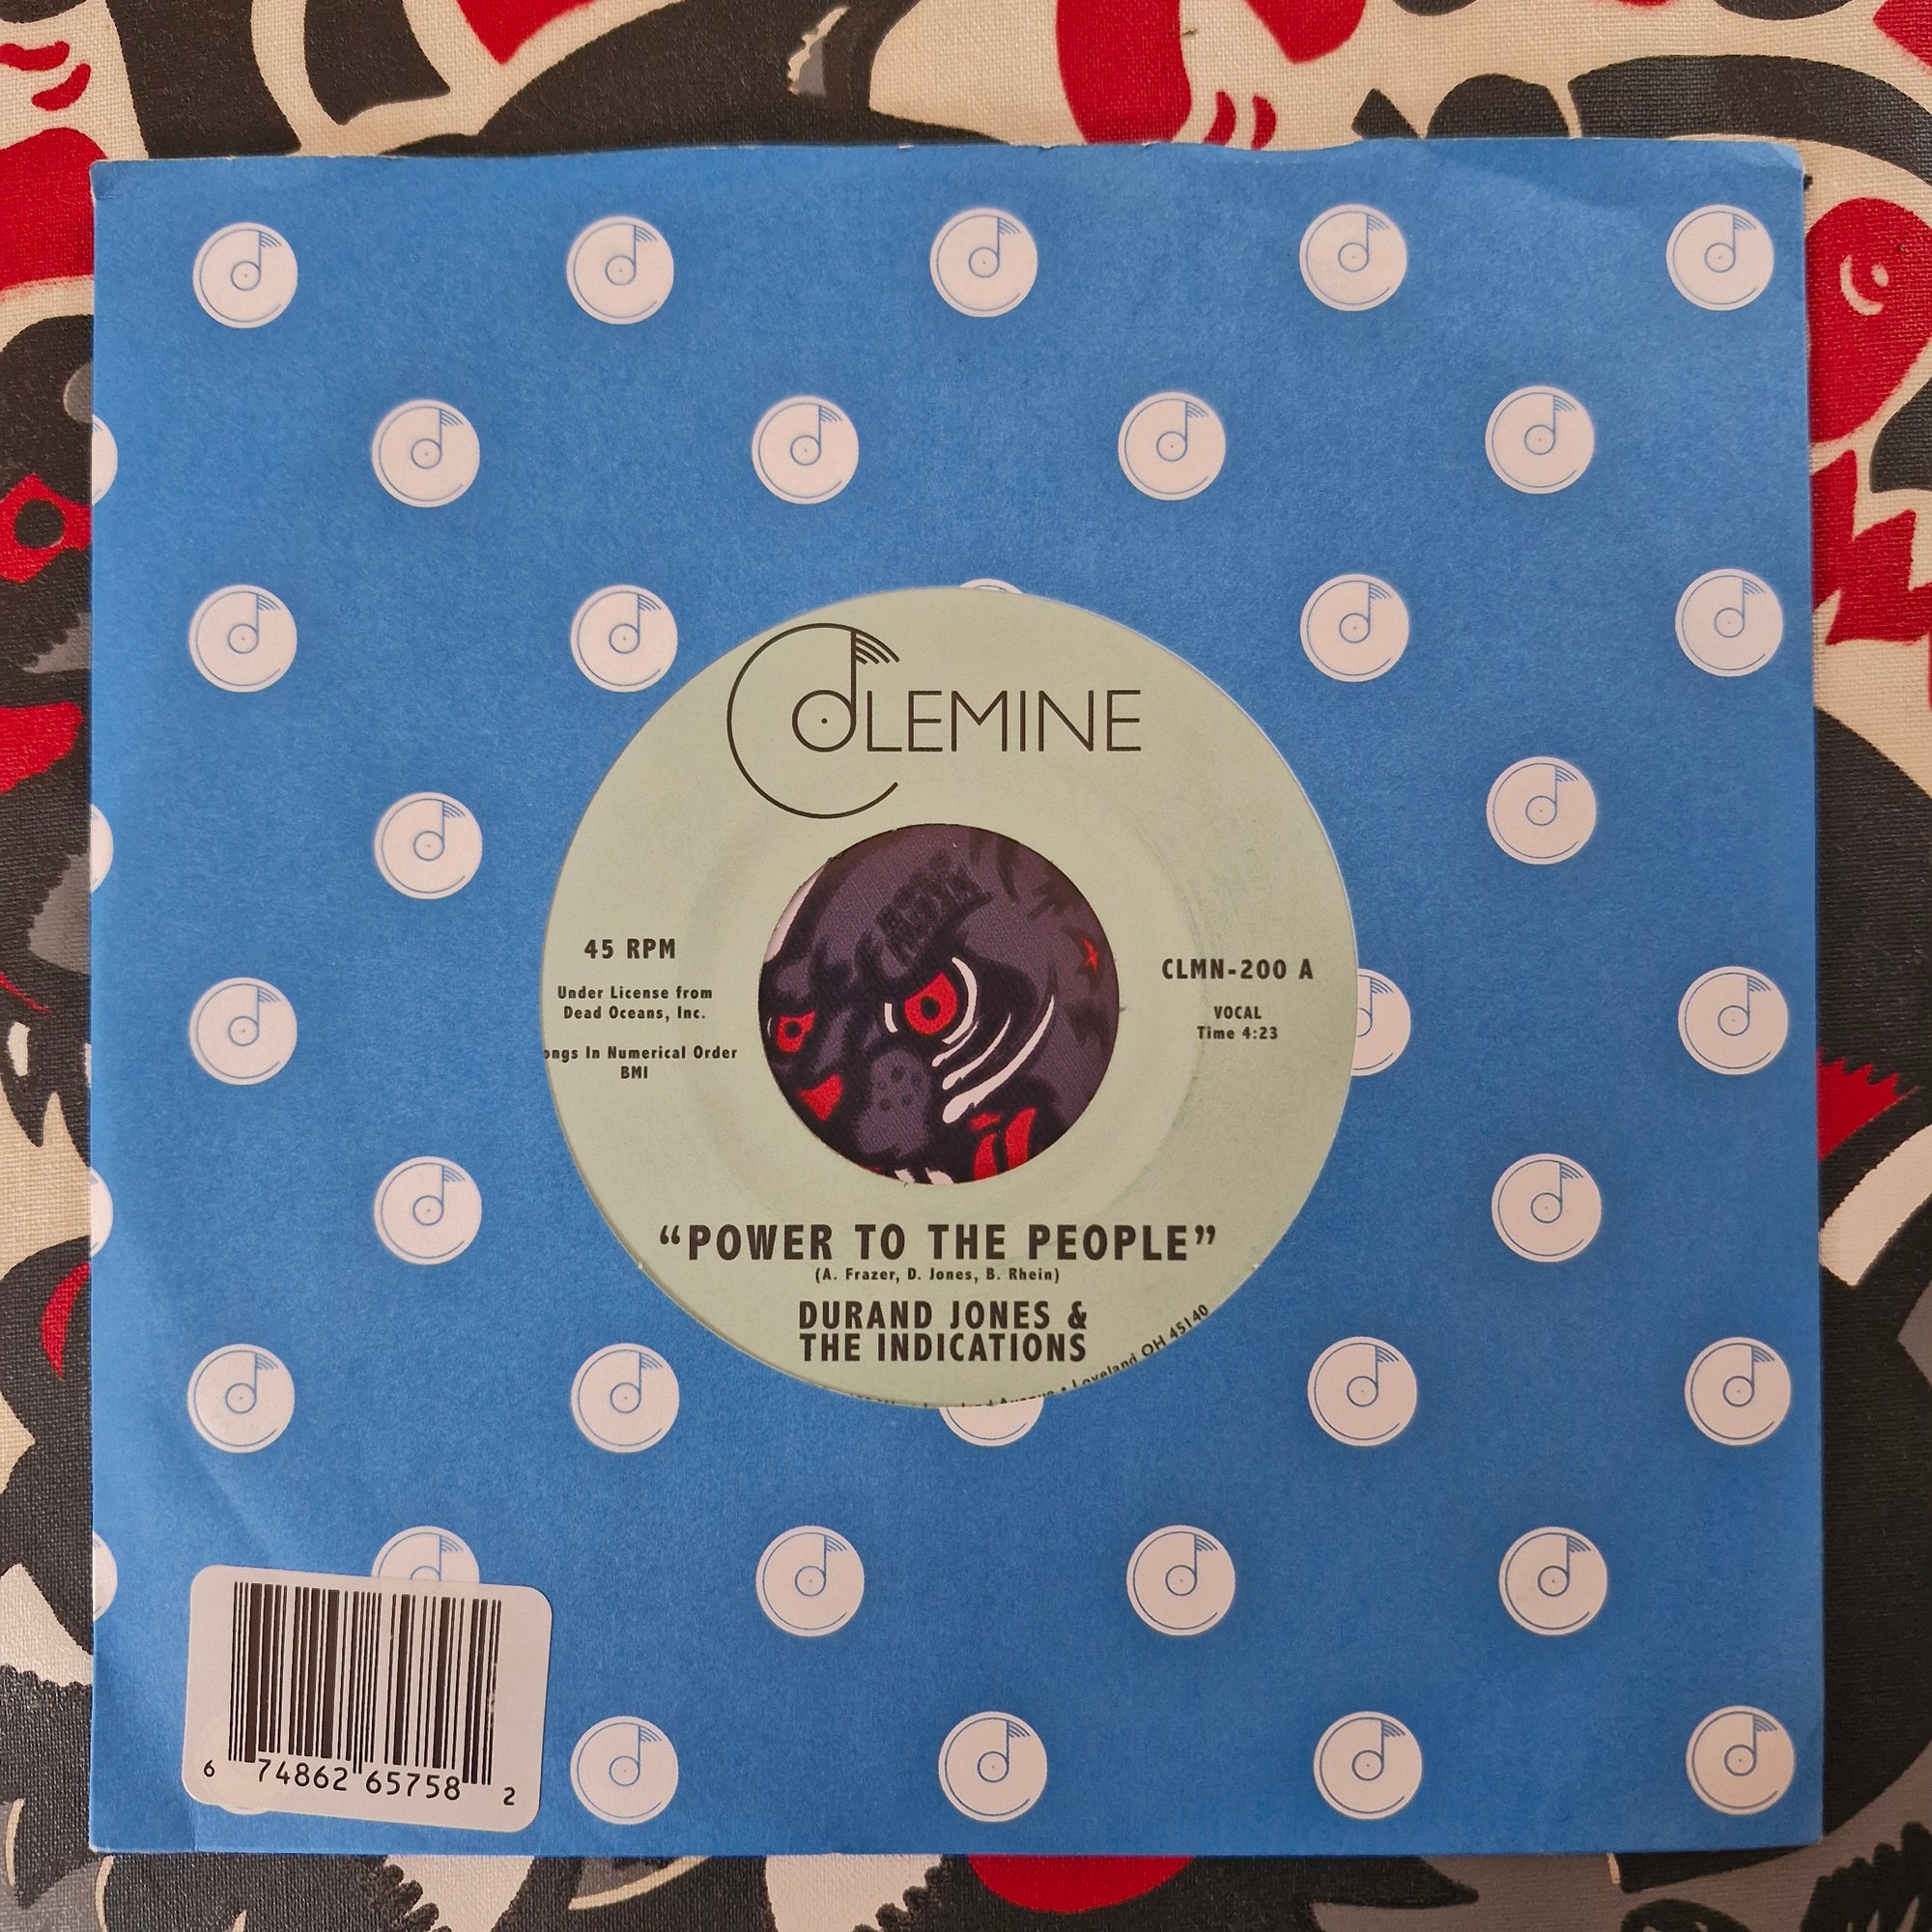 COLEMINE
45 RPM
Under License from
Dead Oceans, Inc.
ongs In Numerical Order
BMI
CLMN-200 A
VOCAL
Time 4:23
“POWER TO THE PEOPLE”
(A. Frazer, D. Jones, B. Rhein)
DURAND JONES &
THE INDICATIONS
Loveland OH 45140
6 74862 65758 2